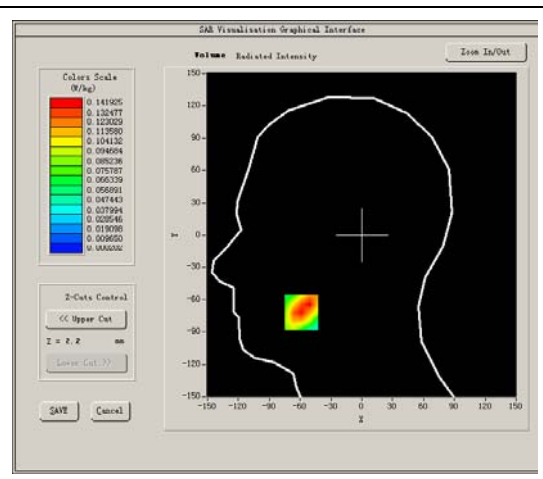 SAR Visualisation Graphical Interface
Volume Radiated Intensity
Zoom In/Out
Colors Scale
(W/kg)
0.141925
0.132477
0.123029
0.113580
0.104132
0.094684
0.085236
0.075787
0.066339
0.056891
0.047443
0.037994
0.028546
0.019098
0.009650
0.000202
150
120
90
60
30
Y
0
-30
-60
-90
-120
-150
-150 -120 -90 -60 -30 0 30 60 90 120 150
X
Z-Cuts Control
<< Upper Cut
Z = 2.2 mm
Lower Cut >>
SAVE
Cancel